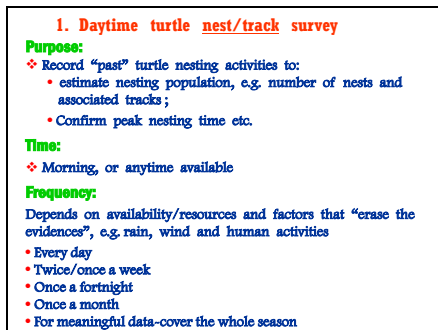 1. Daytime turtle nest/track survey
Purpose:
❖ Record “past” turtle nesting activities to:
• estimate nesting population, e.g. number of nests and
associated tracks;
• Confirm peak nesting time etc.
Time:
❖ Morning, or anytime available
Frequency:
Depends on availability/resources and factors that “erase the
evidences”, e.g. rain, wind and human activities
• Every day
• Twice/once a week
• Once a fortnight
• Once a month
• For meaningful data-cover the whole season